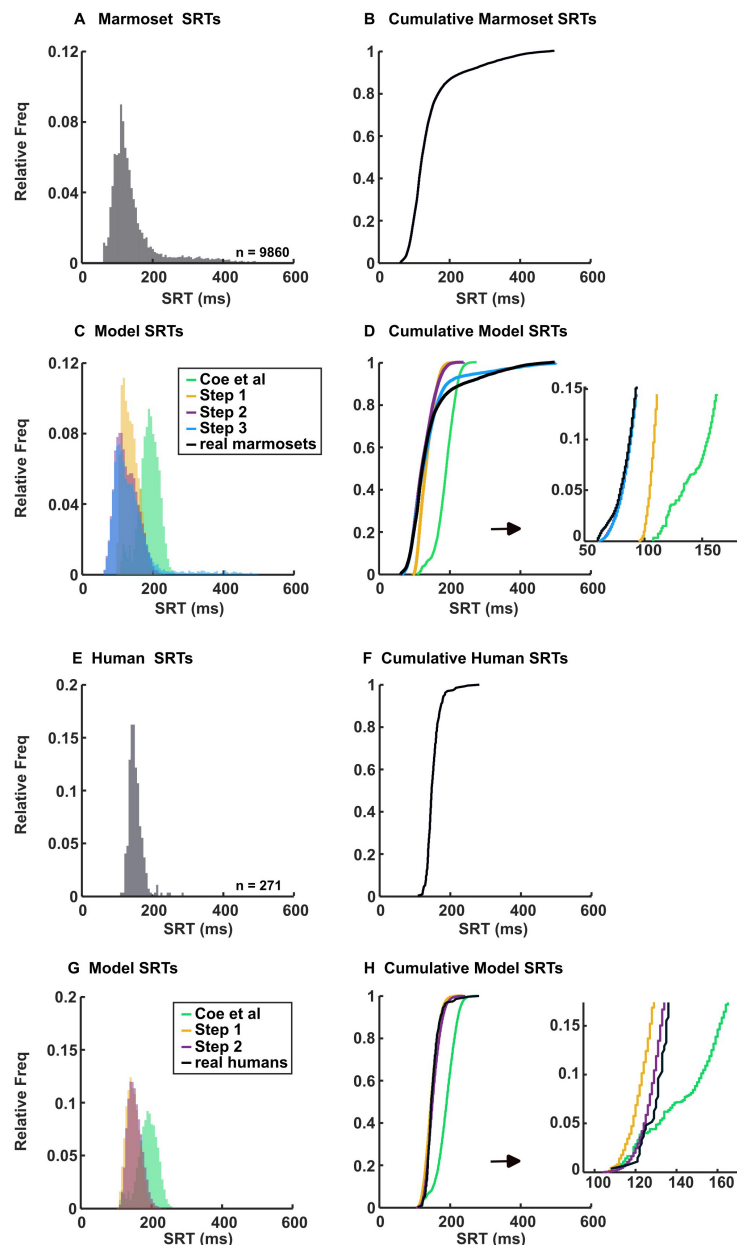 A Marmoset SRTs
B Cumulative Marmoset SRTs
0.12
0.08
0.04
0
Relative Freq
n = 9860
0 200 400 600
SRT (ms)
1
0.8
0.6
0.4
0.2
0
0 200 400 600
SRT (ms)
C Model SRTs
D Cumulative Model SRTs
0.12
0.08
0.04
0
Relative Freq
Coe et al
Step 1
Step 2
Step 3
real marmosets
0 200 400 600
SRT (ms)
1
0.8
0.6
0.4
0.2
0
0 200 400 600
SRT (ms)
0.15
0.1
0.05
0
50 100 150
E Human SRTs
F Cumulative Human SRTs
0.2
0.15
0.1
0.05
0
Relative Freq
n = 271
0 200 400 600
SRT (ms)
1
0.8
0.6
0.4
0.2
0
0 200 400 600
SRT (ms)
G Model SRTs
H Cumulative Model SRTs
0.2
0.15
0.1
0.05
0
Relative Freq
Coe et al
Step 1
Step 2
real humans
0 200 400 600
SRT (ms)
1
0.8
0.6
0.4
0.2
0
0 200 400 600
SRT (ms)
0.15
0.1
0.05
0
100 120 140 160